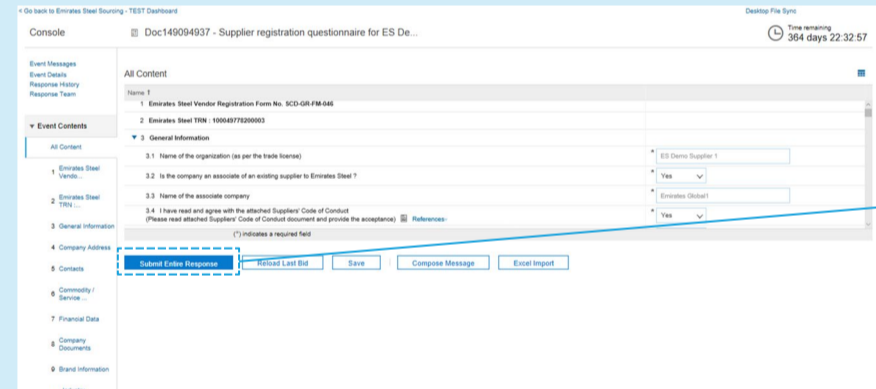 < Go back to Emirates Steel Sourcing - TEST Dashboard
Desktop File Sync
Console
Doc149094937 - Supplier registration questionnaire for ES De...
Time remaining
364 days 22:32:57
Event Messages
Event Details
Response History
Response Team
▼ Event Contents
All Content
1 Emirates Steel Vendo...
2 Emirates Steel TRN :...
3 General Information
4 Company Address
5 Contacts
6 Commodity / Service ...
7 Financial Data
8 Company Documents
9 Brand Information
All Content
Name ↑
1 Emirates Steel Vendor Registration Form No. SCD-GR-FM-046
2 Emirates Steel TRN : 100049778200003
▼ 3 General Information
3.1 Name of the organization (as per the trade license)
* ES Demo Supplier 1
3.2 Is the company an associate of an existing supplier to Emirates Steel ?
* Yes
3.3 Name of the associate company
* Emirates Global1
3.4 I have read and agree with the attached Suppliers' Code of Conduct
(Please read attached Suppliers' Code of Conduct document and provide the acceptance) References
* Yes
(*) indicates a required field
Submit Entire Response
Reload Last Bid
Save
Compose Message
Excel Import